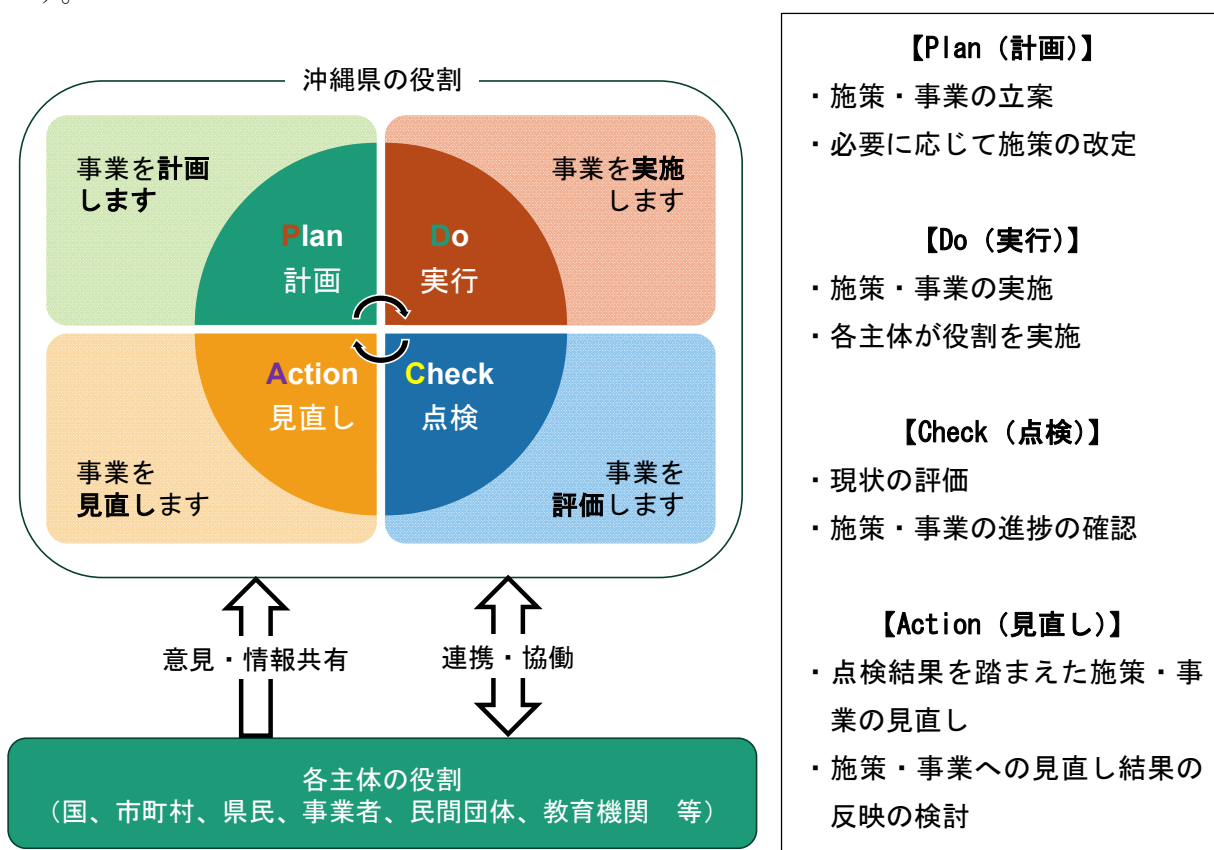 す。
沖縄県の役割
事業を計画
します
事業を実施
します
Plan
計画
Do
実行
Action
見直し
Check
点検
事業を
見直します
事業を
評価します
意見・情報共有
連携・協働
各主体の役割
（国、市町村、県民、事業者、民間団体、教育機関　等）
【Plan（計画）】
・施策・事業の立案
・必要に応じて施策の改定
【Do（実行）】
・施策・事業の実施
・各主体が役割を実施
【Check（点検）】
・現状の評価
・施策・事業の進捗の確認
【Action（見直し）】
・点検結果を踏まえた施策・事
業の見直し
・施策・事業への見直し結果の
反映の検討